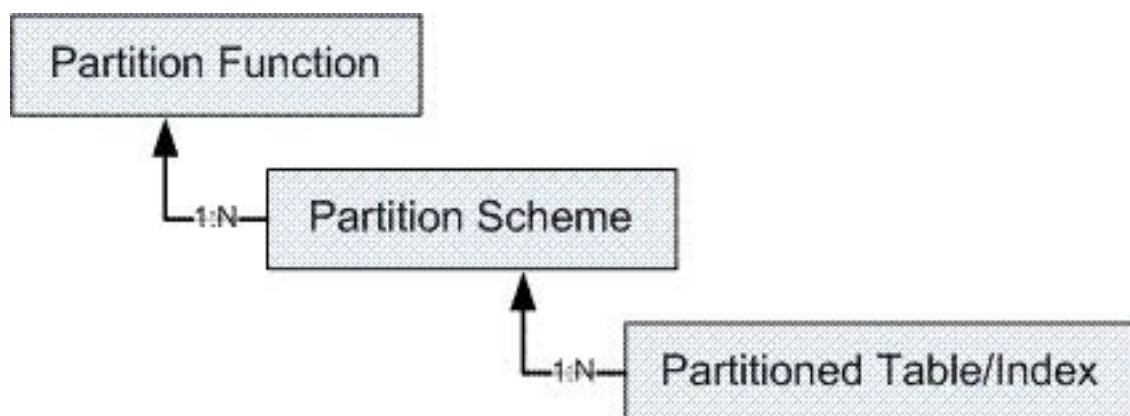 Partition Function
1:N
Partition Scheme
1:N
Partitioned Table/Index